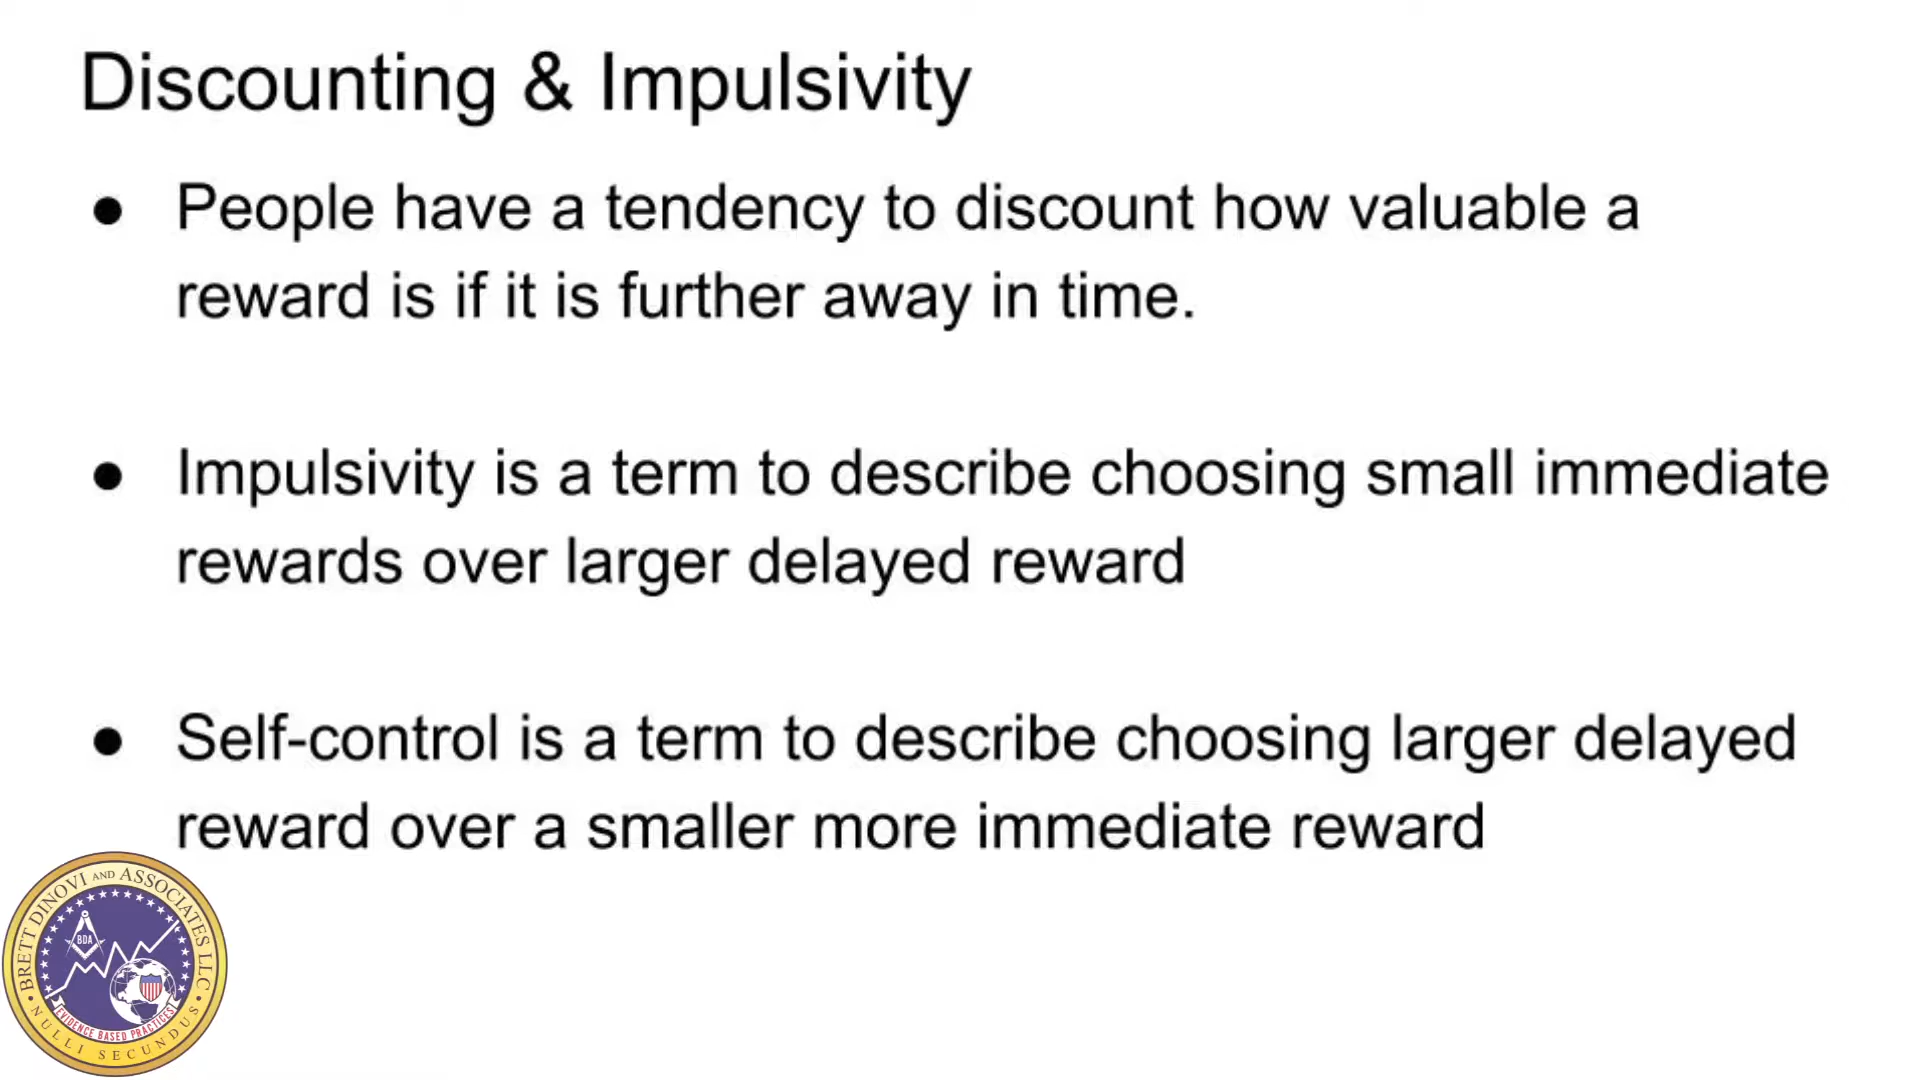 Discounting & Impulsivity
● People have a tendency to discount how valuable a
reward is if it is further away in time.
● Impulsivity is a term to describe choosing small immediate
rewards over larger delayed reward
● Self-control is a term to describe choosing larger delayed
reward over a smaller more immediate reward
BRETT DINOVI AND ASSOCIATES LLC
BDA
EVIDENCE BASED PRACTICES
• NULLI SECUNDUS •